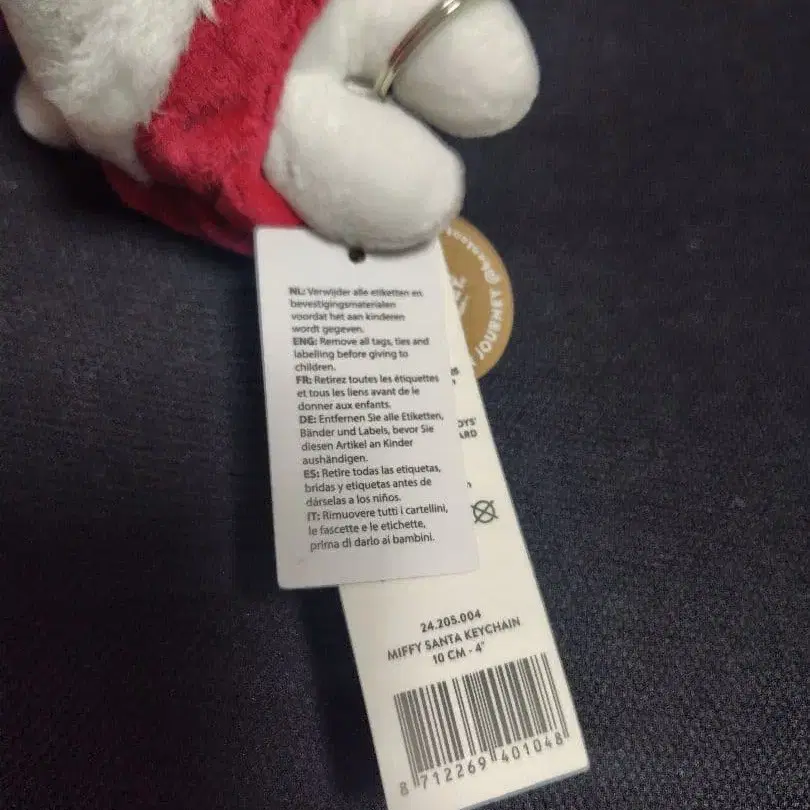 NL: Verwijder alle etiketten en
bevestigingsmaterialen
voordat het aan kinderen
wordt gegeven.
ENG: Remove all tags, ties and
labelling before giving to
children.
FR: Retirez toutes les étiquettes
et tous les liens avant de le
donner aux enfants.
DE: Entfernen Sie alle Etiketten,
Bänder und Labels, bevor Sie
diesen Artikel an Kinder
aushändigen.
ES: Retire todas las etiquetas,
bridas y etiquetas antes de
dárselas a los niños.
IT: Rimuovere tutti i cartellini,
le fascette e le etichette,
prima di darlo ai bambini.
JOURNEY
24.205.004
MIFFY SANTA KEYCHAIN
10 CM - 4"
8 712269 401048